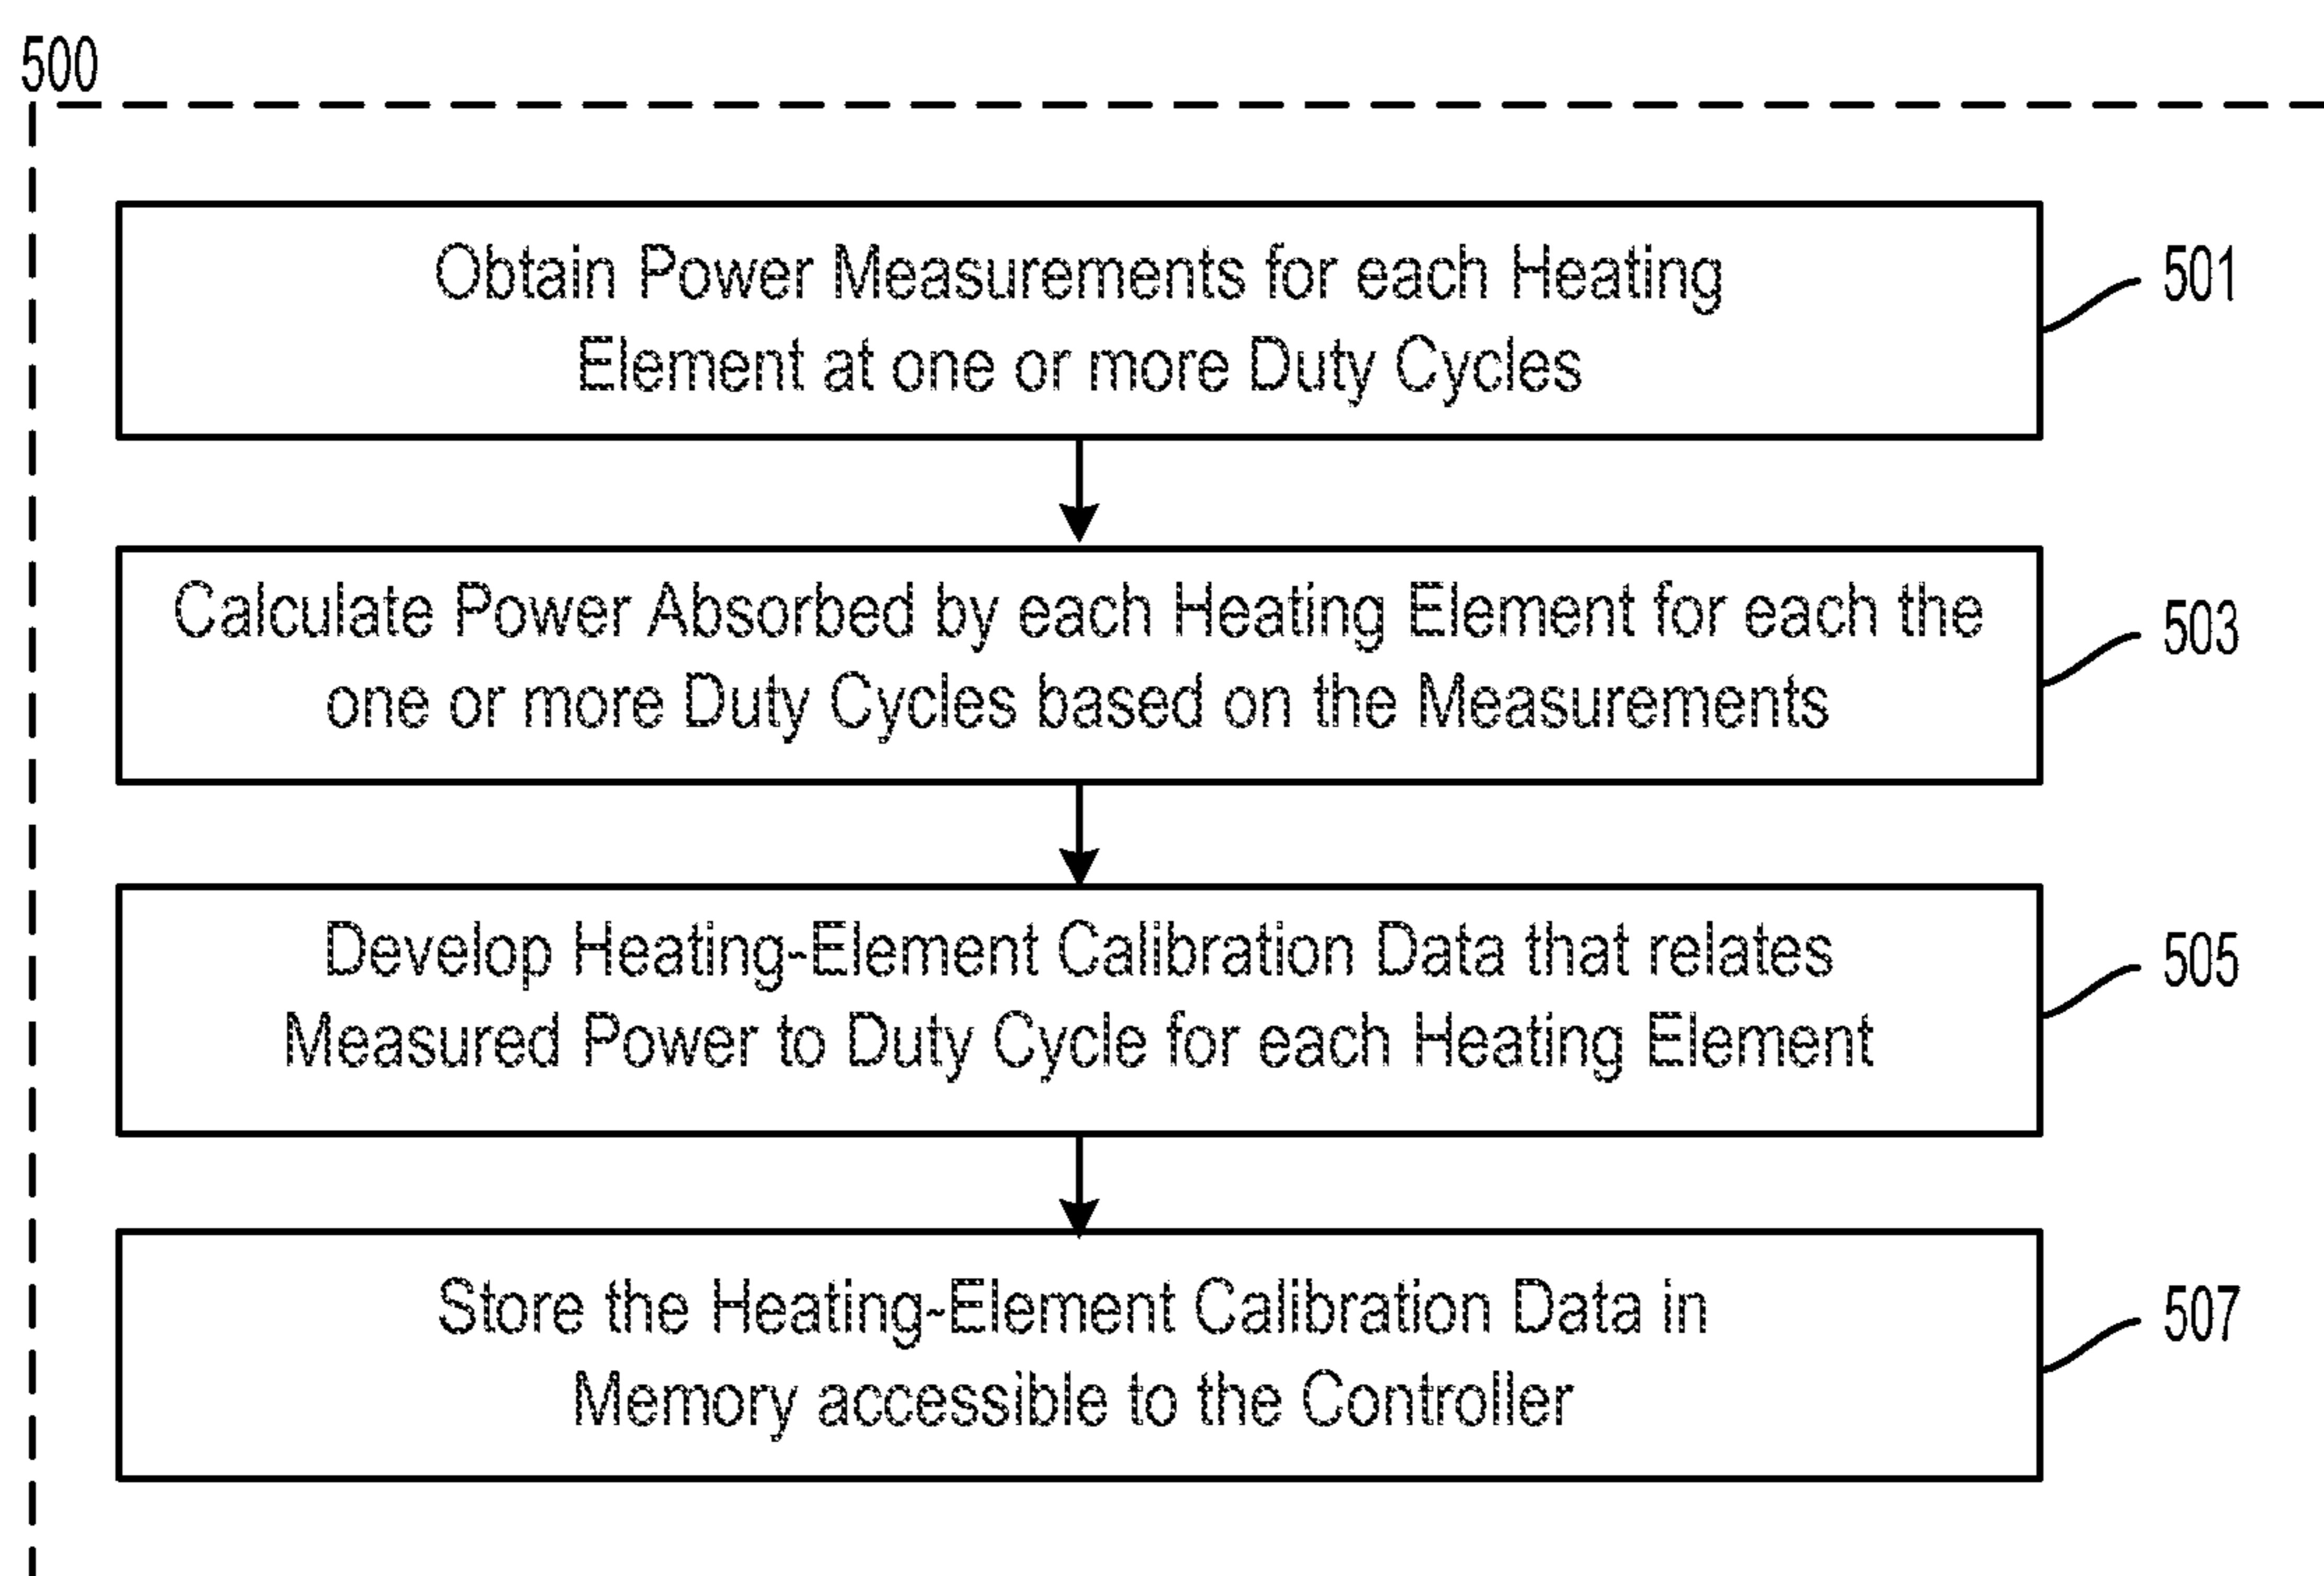 500
Obtain Power Measurements for each Heating
Element at one or more Duty Cycles
501
Calculate Power Absorbed by each Heating Element for each the
one or more Duty Cycles based on the Measurements
503
Develop Heating-Element Calibration Data that relates
Measured Power to Duty Cycle for each Heating Element
505
Store the Heating-Element Calibration Data in
Memory accessible to the Controller
507